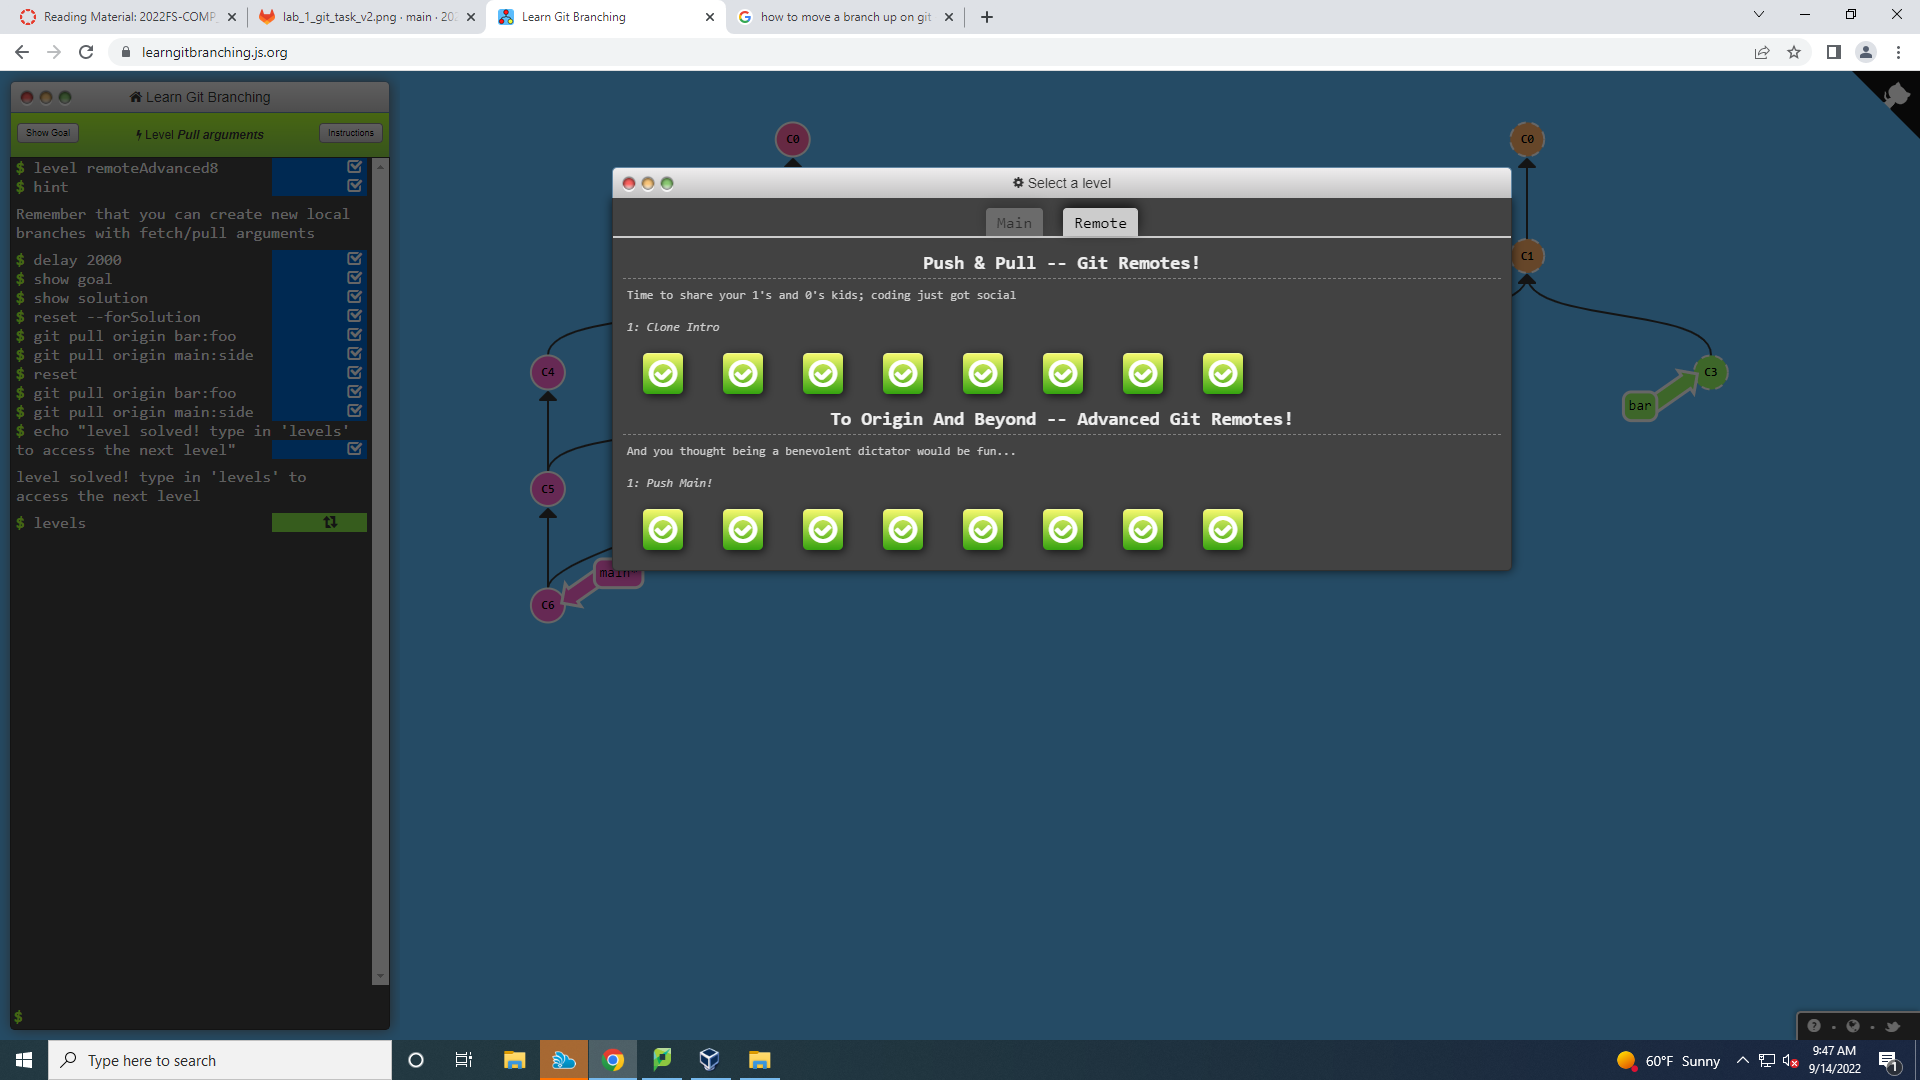 Reading Material: 2022FS-COMP_
lab_1_git_task_v2.png · main · 202
Learn Git Branching
how to move a branch up on git
learngitbranching.js.org
Learn Git Branching
Show Goal
Level Pull arguments
Instructions
$ level remoteAdvanced8
$ hint
Remember that you can create new local
branches with fetch/pull arguments
$ delay 2000
$ show goal
$ show solution
$ reset --forSolution
$ git pull origin bar:foo
$ git pull origin main:side
$ reset
$ git pull origin bar:foo
$ git pull origin main:side
$ echo "level solved! type in 'levels'
to access the next level"
level solved! type in 'levels' to
access the next level
$ levels
$
C0
C4
C5
C6
main*
Select a level
Main
Remote
Push & Pull -- Git Remotes!
Time to share your 1's and 0's kids; coding just got social
1: Clone Intro
To Origin And Beyond -- Advanced Git Remotes!
And you thought being a benevolent dictator would be fun...
1: Push Main!
C0
C1
C3
bar
Type here to search
60°F Sunny
9:47 AM
9/14/2022
1